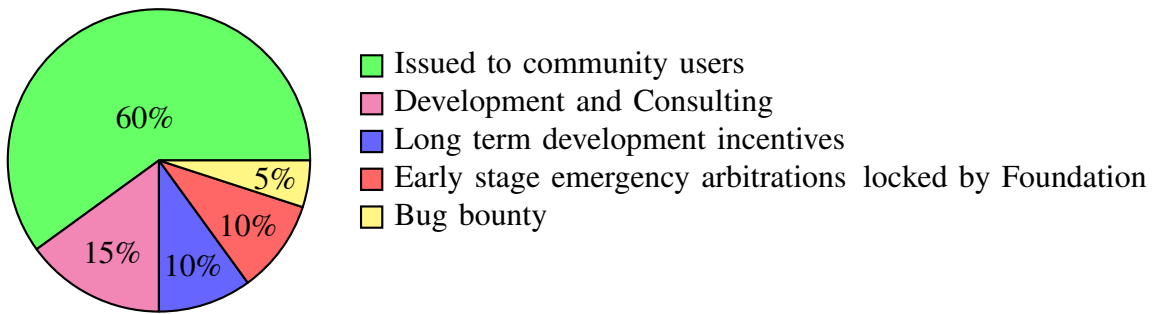 60%
15%
10%
10%
5%
Issued to community users
Development and Consulting
Long term development incentives
Early stage emergency arbitrations locked by Foundation
Bug bounty